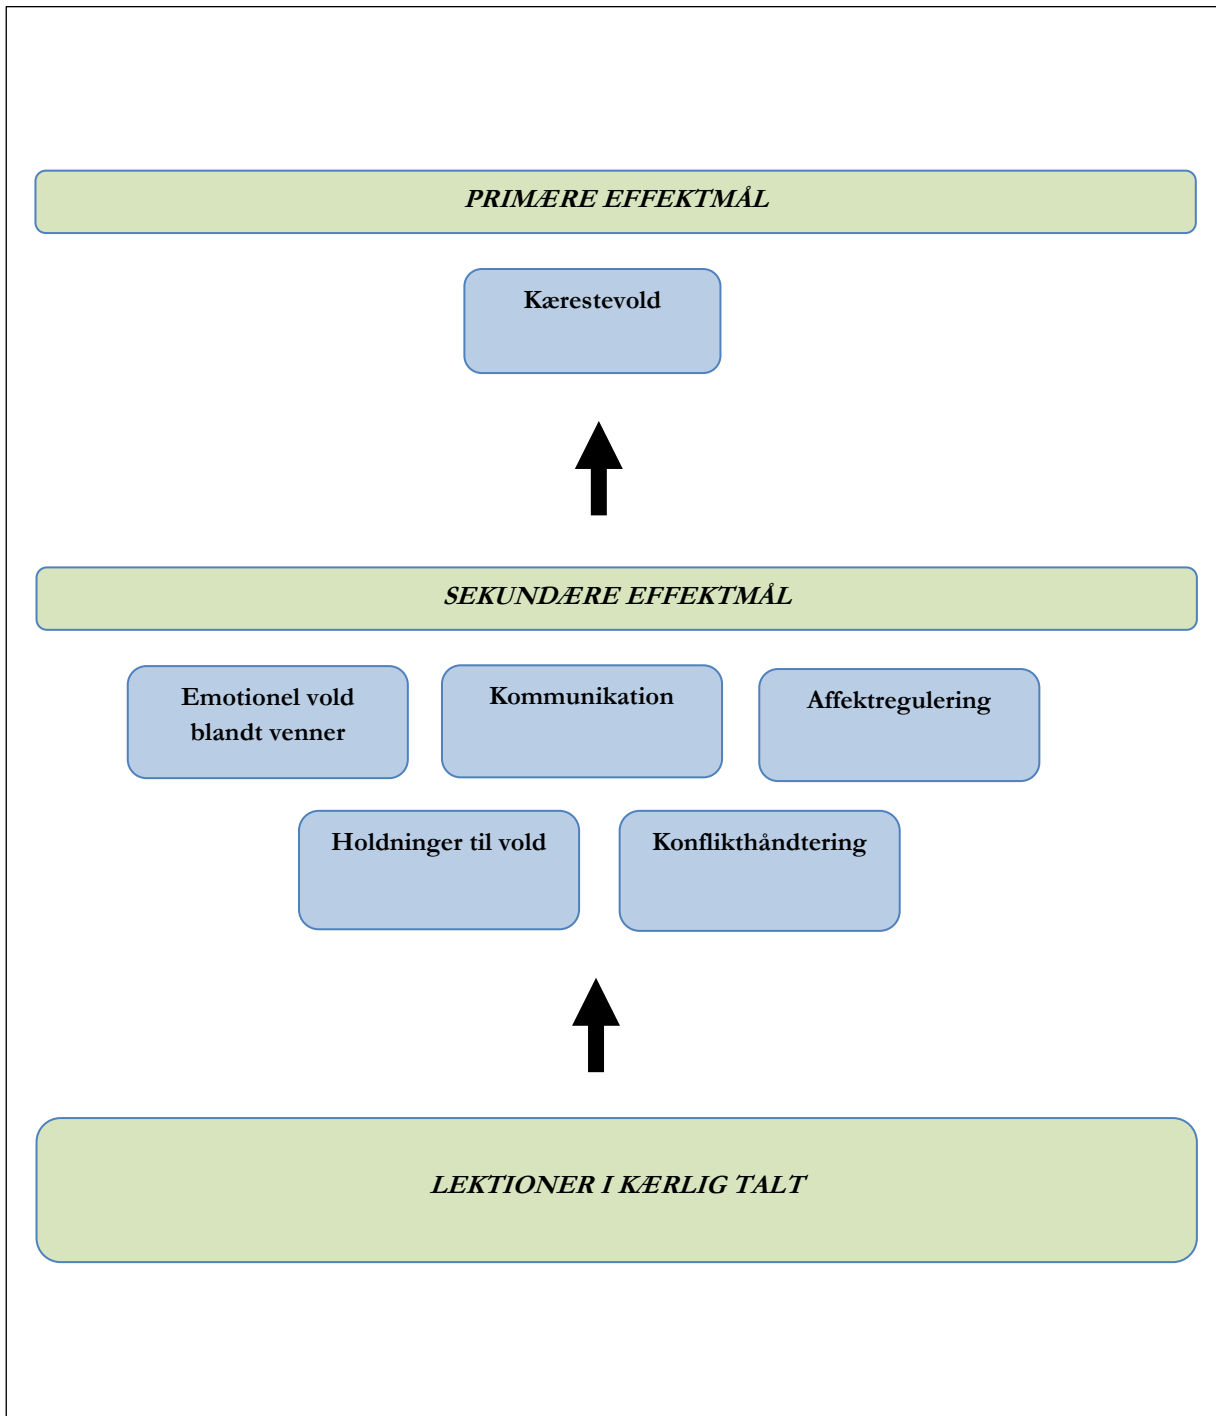 PRIMÆRE EFFEKTMÅL
Kærestevold
SEKUNDÆRE EFFEKTMÅL
Emotionel vold
blandt venner
Kommunikation
Affektregulering
Holdninger til vold
Konflikthåndtering
LEKTIONER I KÆRLIG TALT